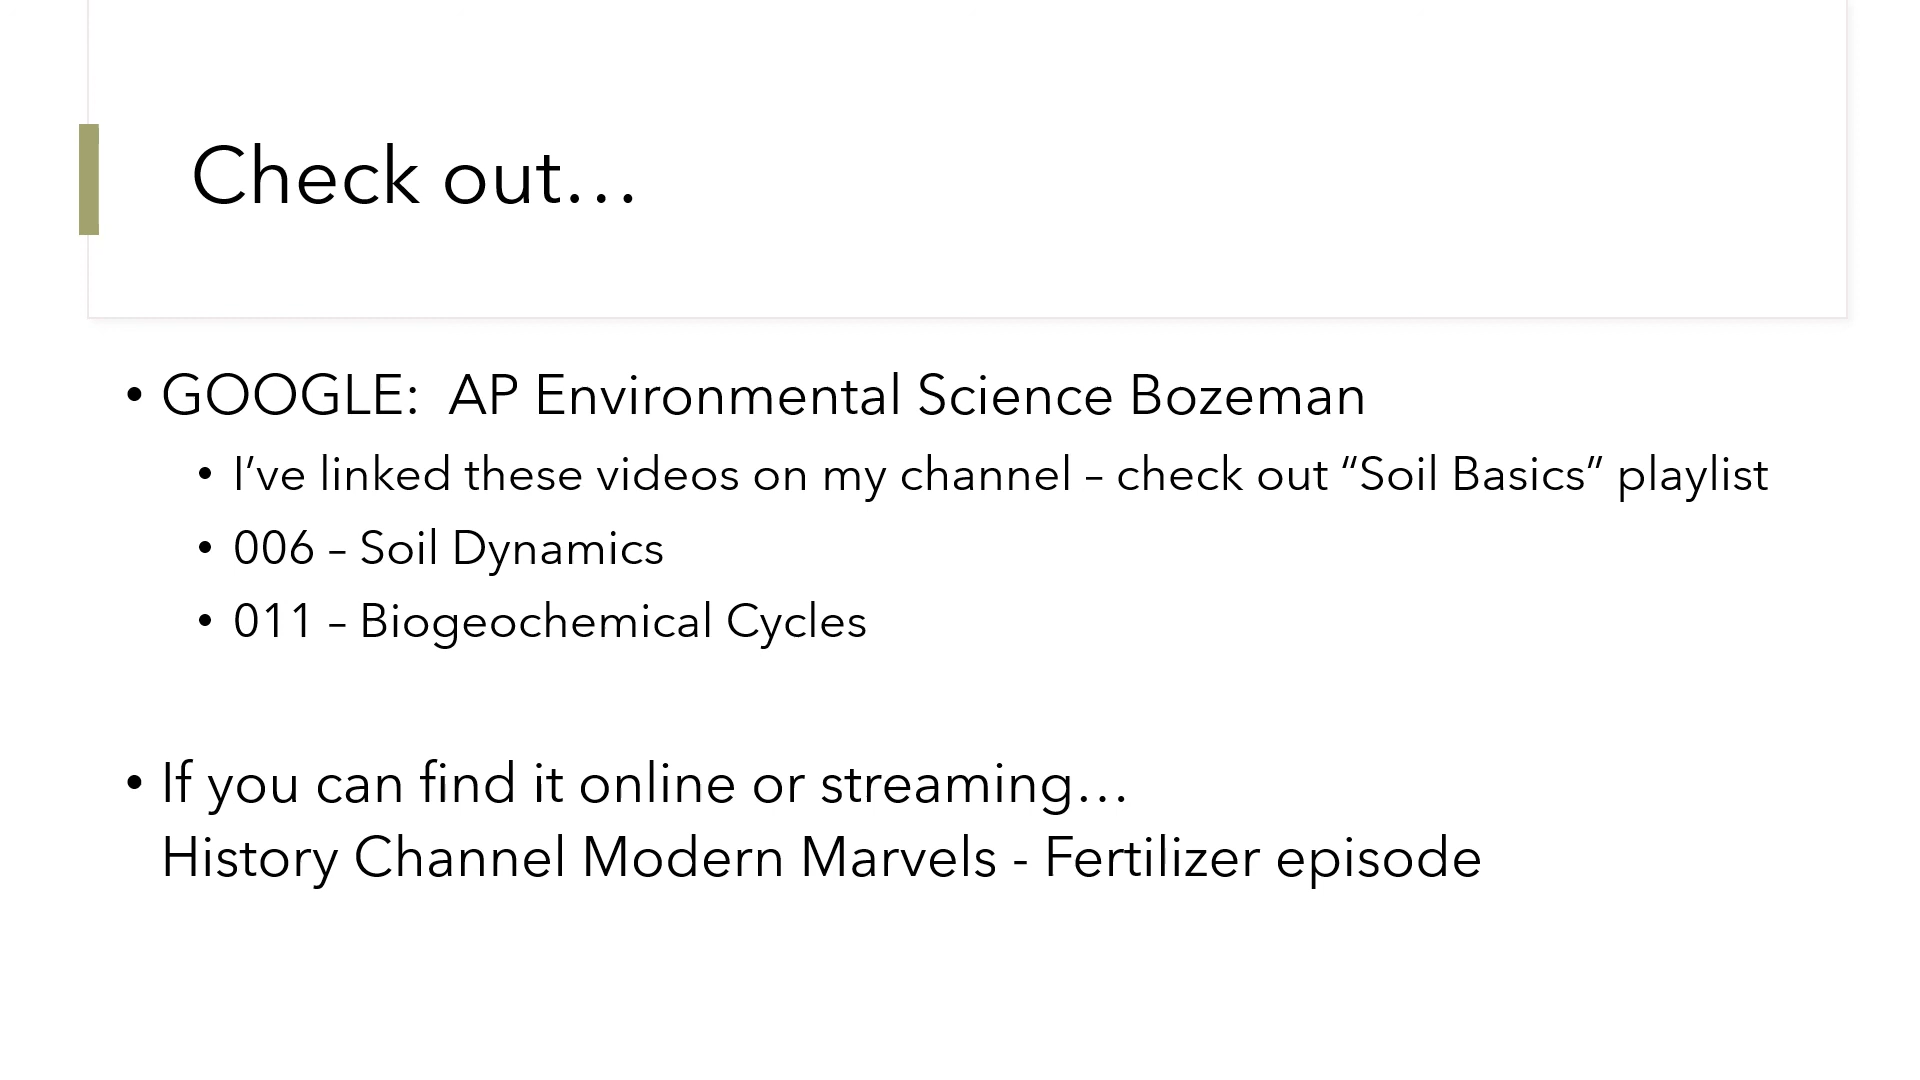 Check out…
• GOOGLE:  AP Environmental Science Bozeman
• I’ve linked these videos on my channel – check out “Soil Basics” playlist
• 006 – Soil Dynamics
• 011 – Biogeochemical Cycles
• If you can find it online or streaming…
History Channel Modern Marvels - Fertilizer episode